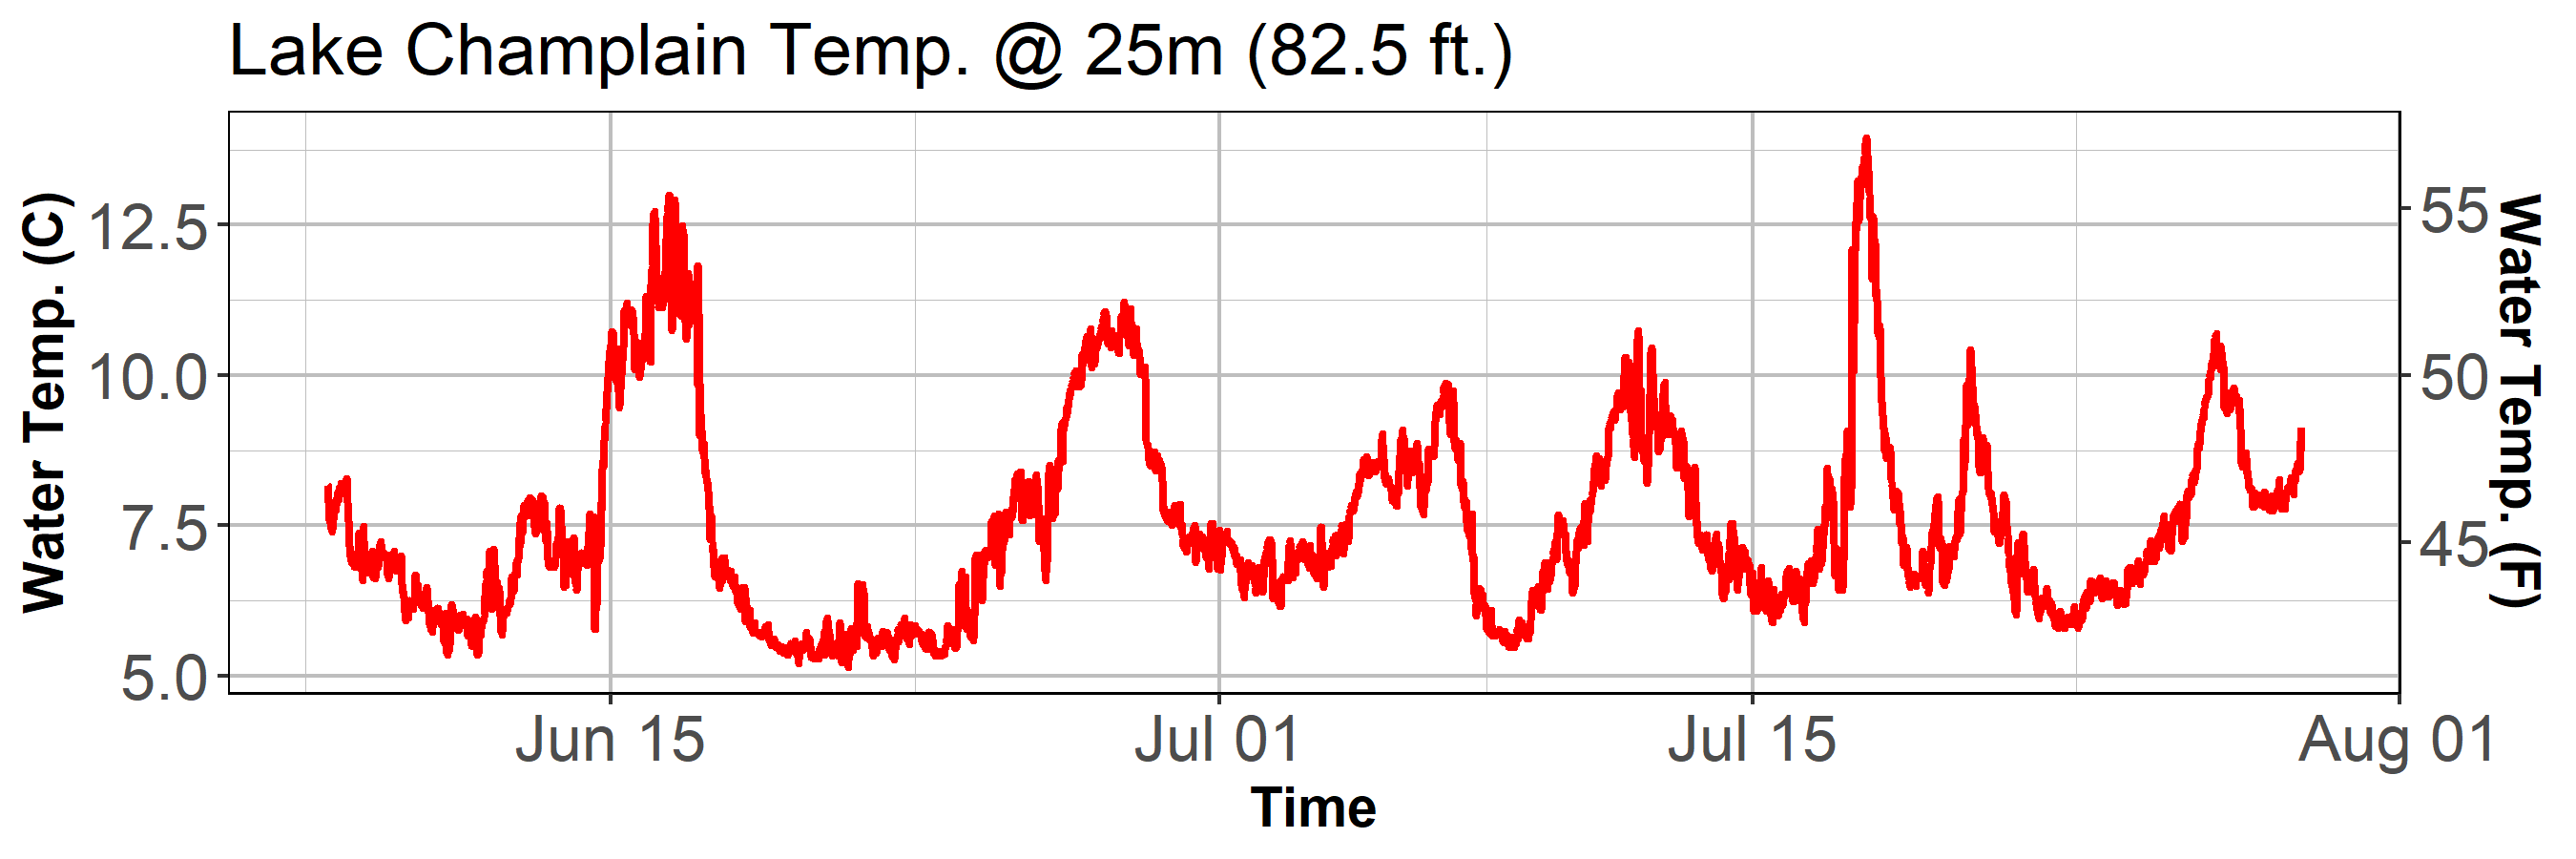 Lake Champlain Temp. @ 25m (82.5 ft.)
Water Temp. (C)
12.5
10.0
7.5
5.0
55
50
45
Water Temp. (F)
Jun 15
Jul 01
Jul 15
Aug 01
Time